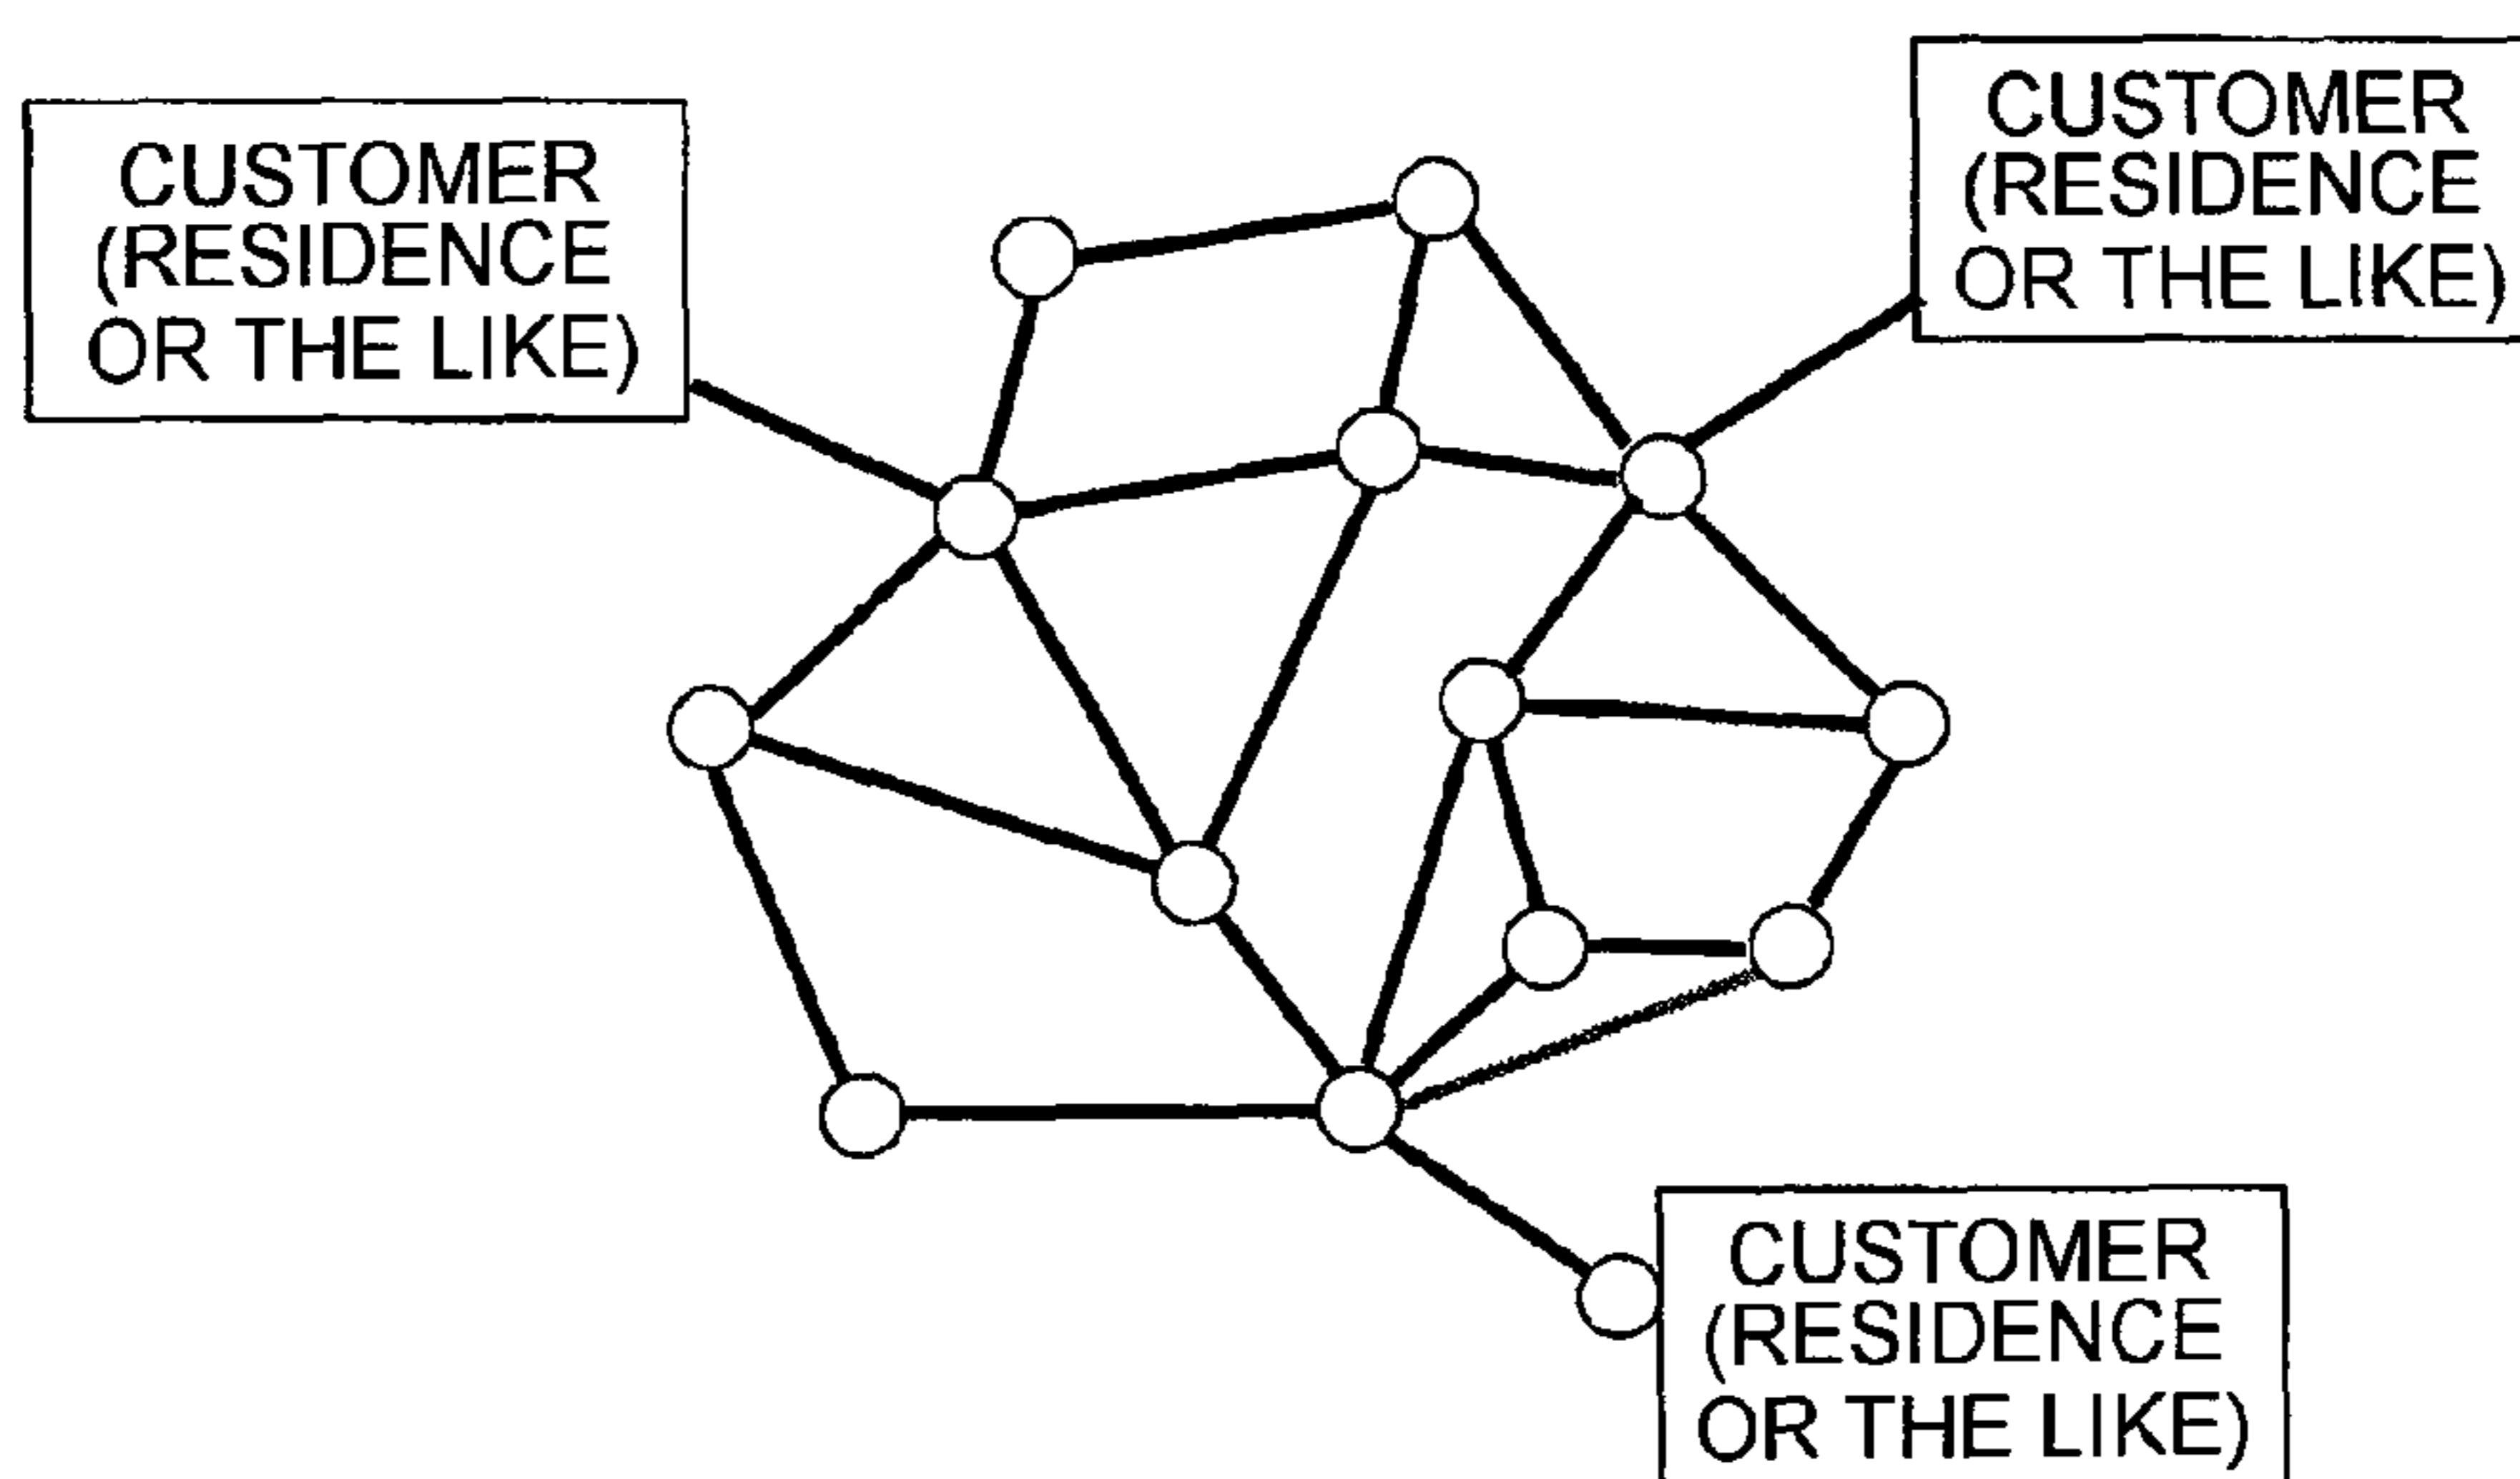 CUSTOMER
(RESIDENCE
OR THE LIKE)
CUSTOMER
(RESIDENCE
OR THE LIKE)
CUSTOMER
(RESIDENCE
OR THE LIKE)